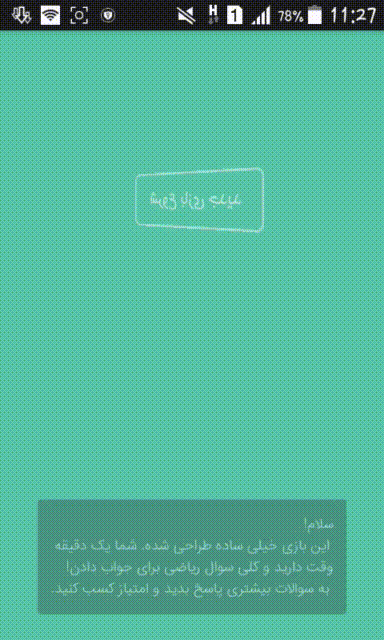 H 1 78% 11:27
شروع بازی جدید
سلام!
این بازی خیلی ساده طراحی شده. شما یک دقیقه
وقت دارید و کلی سوال ریاضی برای جواب دادن!
به سوالات بیشتری پاسخ بدید و امتیاز کسب کنید.